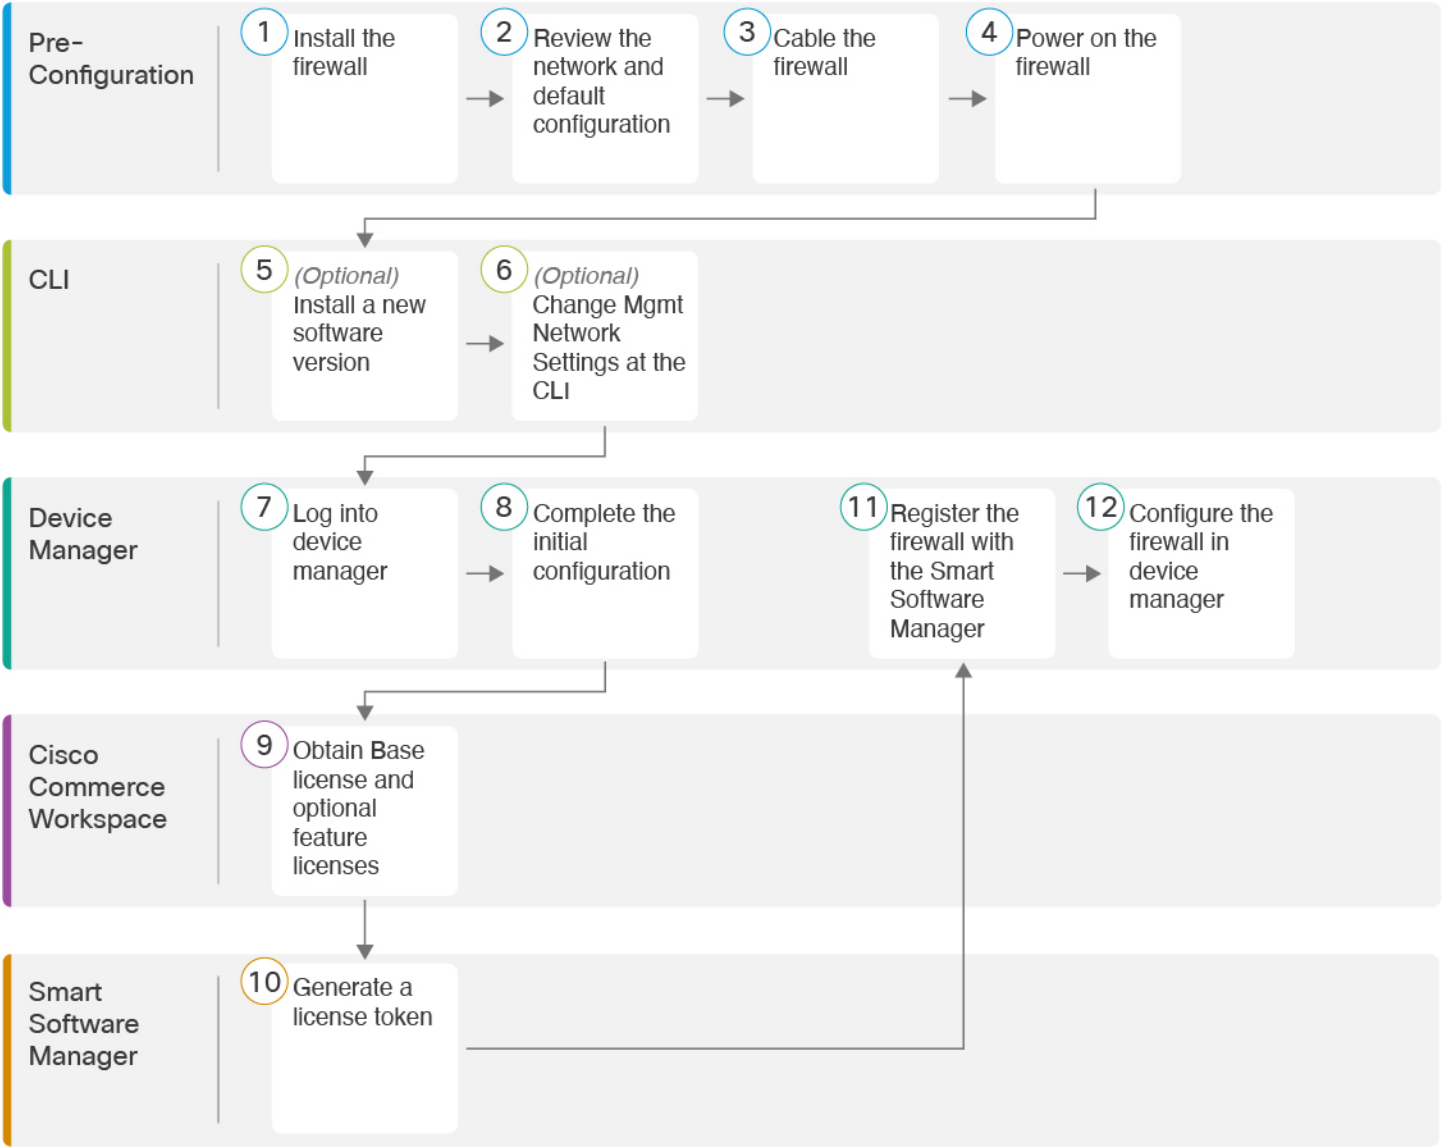 Pre-
Configuration
1
Install the
firewall
2
Review the
network and
default
configuration
3
Cable the
firewall
4
Power on the
firewall
CLI
5
(Optional)
Install a new
software
version
6
(Optional)
Change Mgmt
Network
Settings at the
CLI
Device
Manager
7
Log into
device
manager
8
Complete the
initial
configuration
11
Register the
firewall with
the Smart
Software
Manager
12
Configure the
firewall in
device
manager
Cisco
Commerce
Workspace
9
Obtain Base
license and
optional
feature
licenses
Smart
Software
Manager
10
Generate a
license token